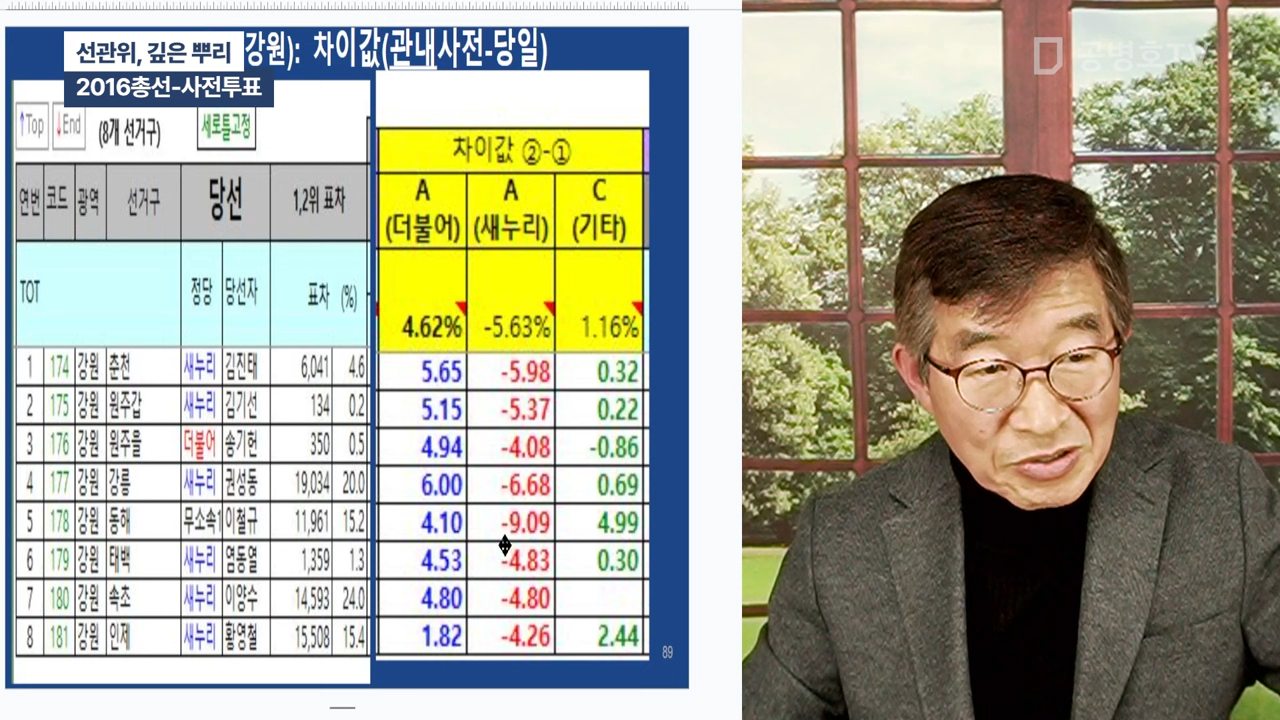 선관위, 깊은 뿌리
강원): 차이값(관내사전-당일)
2016총선-사전투표
↑Top ↓End (8개 선거구) 세로틀고정
차이값 ②-①
연번 코드 광역 선거구 당선 1,2위 표차 A (더불어) A (새누리) C (기타)
TOT 정당 당선자 표차 (%) 4.62% -5.63% 1.16%
1 174 강원 춘천 새누리 김진태 6,041 4.6 5.65 -5.98 0.32
2 175 강원 원주갑 새누리 김기선 134 0.2 5.15 -5.37 0.22
3 176 강원 원주을 더불어 송기헌 350 0.5 4.94 -4.08 -0.86
4 177 강원 강릉 새누리 권성동 19,034 20.0 6.00 -6.68 0.69
5 178 강원 동해 무소속1 이철규 11,961 15.2 4.10 -9.09 4.99
6 179 강원 태백 새누리 염동열 1,359 1.3 4.53 -4.83 0.30
7 180 강원 속초 새누리 이양수 14,593 24.0 4.80 -4.80
8 181 강원 인제 새누리 황영철 15,508 15.4 1.82 -4.26 2.44
89
공병호TV